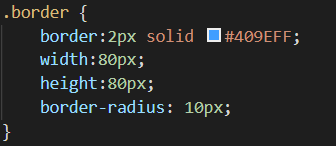 .border {
border:2px solid #409EFF;
width:80px;
height:80px;
border-radius: 10px;
}